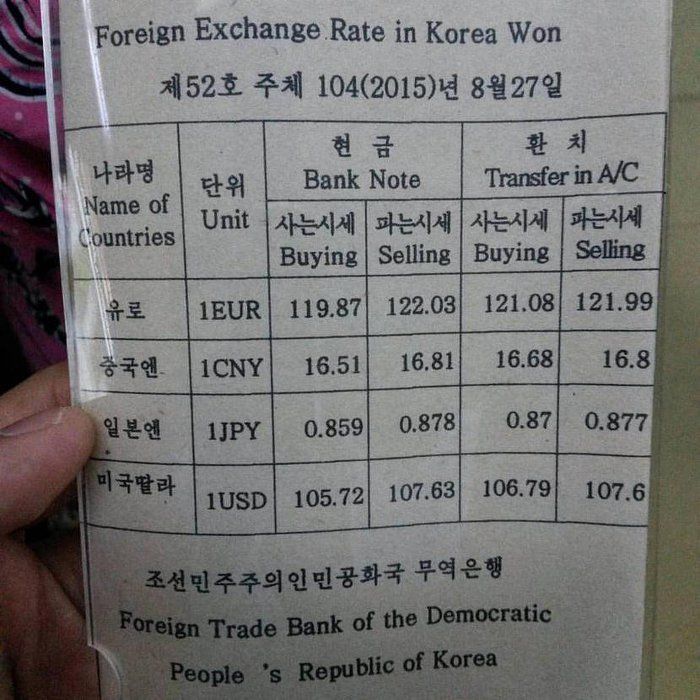 Foreign Exchange Rate in Korea Won
제52호 주체 104(2015)년 8월27일
나라명 Name of Countries 단위 Unit 현 금 Bank Note 환 치 Transfer in A/C
사는시세 Buying 파는시세 Selling 사는시세 Buying 파는시세 Selling
유로 1EUR 119.87 122.03 121.08 121.99
중국엔 1CNY 16.51 16.81 16.68 16.8
일본엔 1JPY 0.859 0.878 0.87 0.877
미국딸라 1USD 105.72 107.63 106.79 107.6
조선민주주의인민공화국 무역은행
Foreign Trade Bank of the Democratic
People 's Republic of Korea